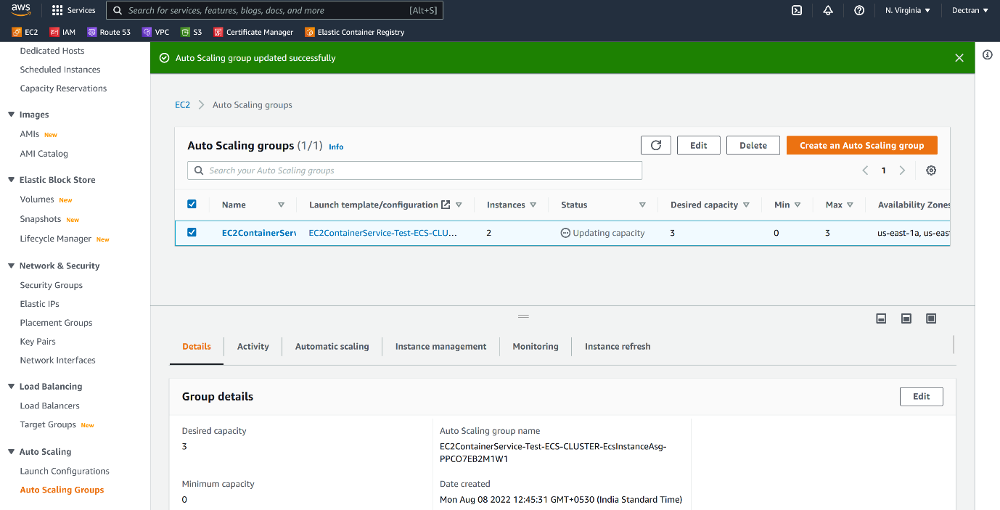 aws
Services
Search for services, features, blogs, docs, and more
[Alt+S]
N. Virginia
Dectran
EC2
IAM
Route 53
VPC
S3
Certificate Manager
Elastic Container Registry
Dedicated Hosts
Scheduled Instances
Capacity Reservations
Images
AMIs New
AMI Catalog
Elastic Block Store
Volumes New
Snapshots New
Lifecycle Manager New
Network & Security
Security Groups
Elastic IPs
Placement Groups
Key Pairs
Network Interfaces
Load Balancing
Load Balancers
Target Groups New
Auto Scaling
Launch Configurations
Auto Scaling Groups
Auto Scaling group updated successfully
EC2 > Auto Scaling groups
Auto Scaling groups (1/1) Info
Edit
Delete
Create an Auto Scaling group
Search your Auto Scaling groups
1
Name
Launch template/configuration
Instances
Status
Desired capacity
Min
Max
Availability Zones
EC2ContainerServ
EC2ContainerService-Test-ECS-CLU...
2
Updating capacity
3
0
3
us-east-1a, us-east
Details
Activity
Automatic scaling
Instance management
Monitoring
Instance refresh
Group details
Edit
Desired capacity
3
Minimum capacity
0
Auto Scaling group name
EC2ContainerService-Test-ECS-CLUSTER-EcsInstanceAsg-
PPCO7EB2M1W1
Date created
Mon Aug 08 2022 12:45:31 GMT+0530 (India Standard Time)